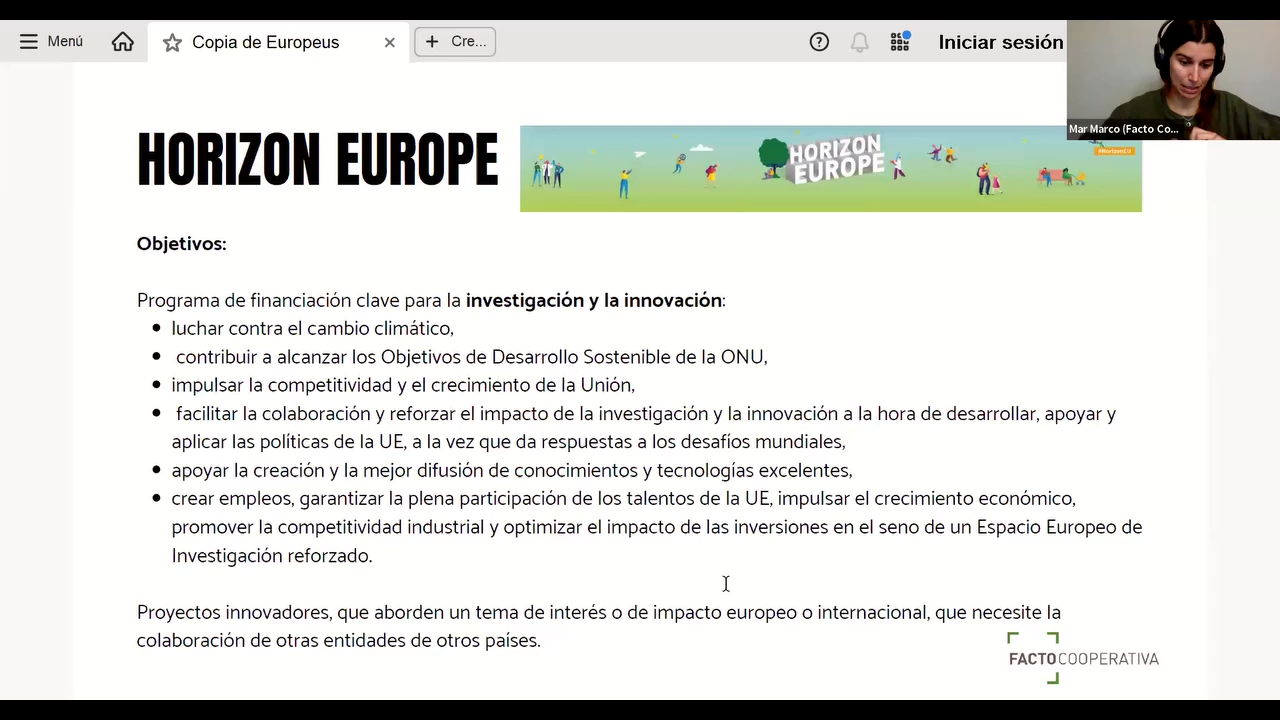 Menú
Copia de Europeus
Cre...
Iniciar sesión
Mar Marco (Facto Co...
HORIZON EUROPE
HORIZON
EUROPE
#HorizonEU
Objetivos:
Programa de financiación clave para la investigación y la innovación:
luchar contra el cambio climático,
contribuir a alcanzar los Objetivos de Desarrollo Sostenible de la ONU,
impulsar la competitividad y el crecimiento de la Unión,
facilitar la colaboración y reforzar el impacto de la investigación y la innovación a la hora de desarrollar, apoyar y
aplicar las políticas de la UE, a la vez que da respuestas a los desafíos mundiales,
apoyar la creación y la mejor difusión de conocimientos y tecnologías excelentes,
crear empleos, garantizar la plena participación de los talentos de la UE, impulsar el crecimiento económico,
promover la competitividad industrial y optimizar el impacto de las inversiones en el seno de un Espacio Europeo de
Investigación reforzado.
Proyectos innovadores, que aborden un tema de interés o de impacto europeo o internacional, que necesite la
colaboración de otras entidades de otros países.
FACTOCOOPERATIVA